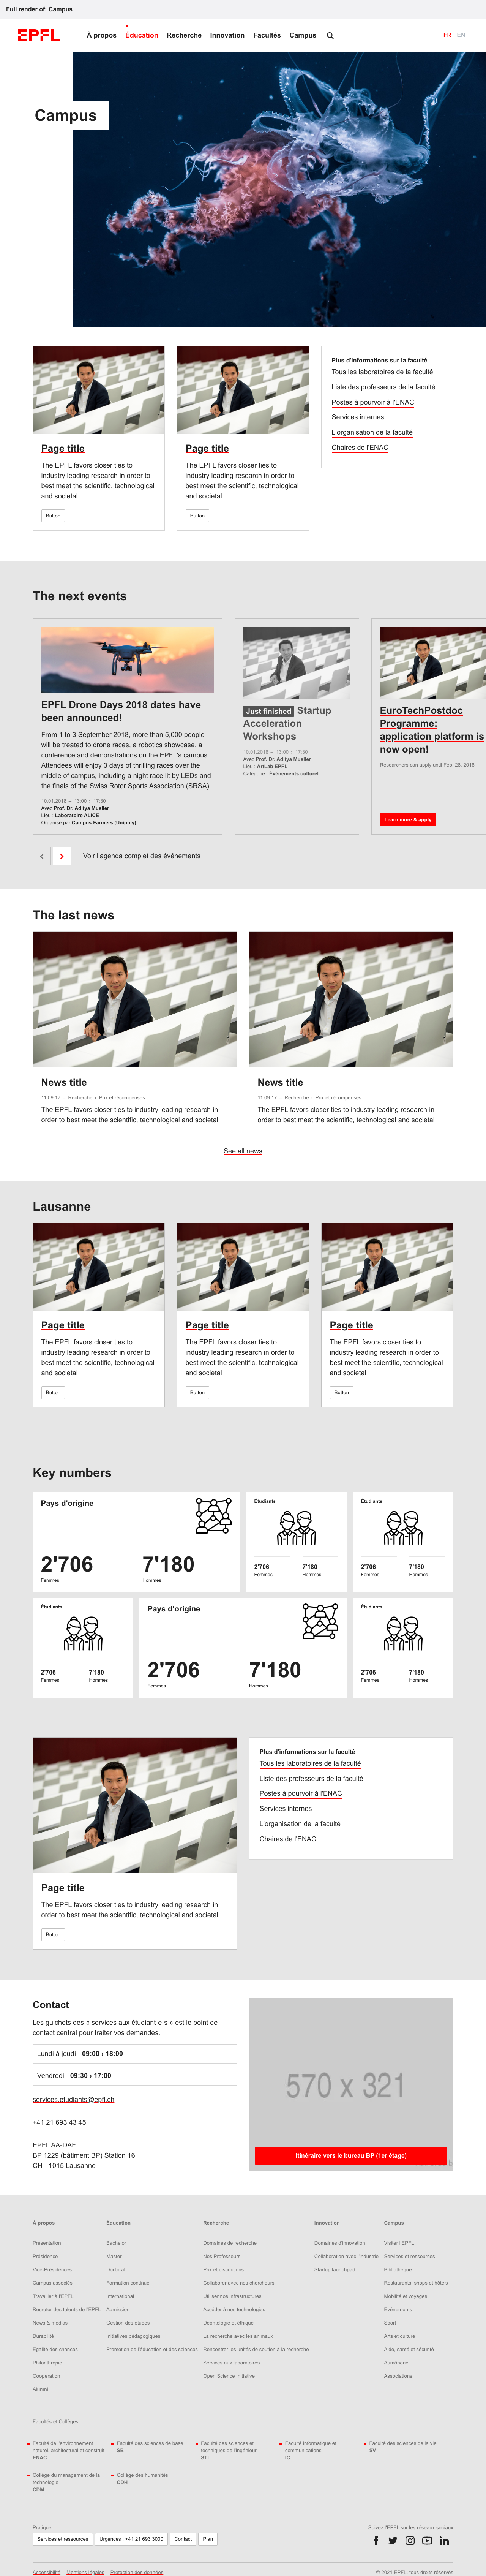 Full render of: Campus
EPFL
À propos
Éducation
Recherche
Innovation
Facultés
Campus
FR
EN
Campus
Page title
The EPFL favors closer ties to
industry leading research in order to
best meet the scientific, technological
and societal
Button
Page title
The EPFL favors closer ties to
industry leading research in order to
best meet the scientific, technological
and societal
Button
Plus d'informations sur la faculté
Tous les laboratoires de la faculté
Liste des professeurs de la faculté
Postes à pourvoir à l'ENAC
Services internes
L'organisation de la faculté
Chaires de l'ENAC
The next events
EPFL Drone Days 2018 dates have
been announced!
From 1 to 3 September 2018, more than 5,000 people
will be treated to drone races, a robotics showcase, a
conference and demonstrations on the EPFL's campus.
Attendees will enjoy 3 days of thrilling races over the
middle of campus, including a night race lit by LEDs and
the finals of the Swiss Rotor Sports Association (SRSA).
10.01.2018 – 13:00 › 17:30
Avec Prof. Dr. Aditya Mueller
Lieu : Laboratoire ALICE
Organisé par Campus Farmers (Unipoly)
Just finished Startup
Acceleration
Workshops
10.01.2018 – 13:00 › 17:30
Avec Prof. Dr. Aditya Mueller
Lieu : ArtLab EPFL
Catégorie : Événements culturel
EuroTechPostdoc
Programme:
application platform is
now open!
Researchers can apply until Feb. 28, 2018
Learn more & apply
Voir l'agenda complet des événements
The last news
News title
11.09.17 – Recherche › Prix et récompenses
The EPFL favors closer ties to industry leading research in
order to best meet the scientific, technological and societal
News title
11.09.17 – Recherche › Prix et récompenses
The EPFL favors closer ties to industry leading research in
order to best meet the scientific, technological and societal
See all news
Lausanne
Page title
The EPFL favors closer ties to
industry leading research in order to
best meet the scientific, technological
and societal
Button
Page title
The EPFL favors closer ties to
industry leading research in order to
best meet the scientific, technological
and societal
Button
Page title
The EPFL favors closer ties to
industry leading research in order to
best meet the scientific, technological
and societal
Button
Key numbers
Pays d'origine
2'706
Femmes
7'180
Hommes
Étudiants
2'706
Femmes
7'180
Hommes
Étudiants
2'706
Femmes
7'180
Hommes
Étudiants
2'706
Femmes
7'180
Hommes
Pays d'origine
2'706
Femmes
7'180
Hommes
Étudiants
2'706
Femmes
7'180
Hommes
Page title
The EPFL favors closer ties to industry leading research in
order to best meet the scientific, technological and societal
Button
Plus d'informations sur la faculté
Tous les laboratoires de la faculté
Liste des professeurs de la faculté
Postes à pourvoir à l'ENAC
Services internes
L'organisation de la faculté
Chaires de l'ENAC
Contact
Les guichets des « services aux étudiant-e-s » est le point de
contact central pour traiter vos demandes.
Lundi à jeudi 09:00 › 18:00
Vendredi 09:30 › 17:00
services.etudiants@epfl.ch
+41 21 693 43 45
EPFL AA-DAF
BP 1229 (bâtiment BP) Station 16
CH - 1015 Lausanne
570 x 321
Itinéraire vers le bureau BP (1er étage)
À propos
Présentation
Présidence
Vice-Présidences
Campus associés
Travailler à l'EPFL
Recruter des talents de l'EPFL
News & médias
Durabilité
Égalité des chances
Philanthropie
Coopération
Alumni
Éducation
Bachelor
Master
Doctorat
Formation continue
International
Admission
Gestion des études
Initiatives pédagogiques
Promotion de l'éducation et des sciences
Recherche
Domaines de recherche
Nos Professeurs
Prix et distinctions
Collaborer avec nos chercheurs
Utiliser nos infrastructures
Accéder à nos technologies
Déontologie et éthique
La recherche avec les animaux
Rencontrer les unités de soutien à la recherche
Services aux laboratoires
Open Science Initiative
Innovation
Domaines d'innovation
Collaboration avec l'industrie
Startup launchpad
Campus
Visiter l'EPFL
Services et ressources
Bibliothèque
Restaurants, shops et hôtels
Mobilité et voyages
Événements
Sport
Arts et culture
Aide, santé et sécurité
Aumônerie
Associations
Facultés et Collèges
Faculté de l'environnement
naturel, architectural et construit
ENAC
Faculté des sciences de base
SB
Faculté des sciences et
techniques de l'ingénieur
STI
Faculté informatique et
communications
IC
Faculté des sciences de la vie
SV
Collège du management de la
technologie
CDM
Collège des humanités
CDH
Pratique
Services et ressources
Urgences : +41 21 693 3000
Contact
Plan
Suivez l'EPFL sur les réseaux sociaux
Accessibilité
Mentions légales
Protection des données
© 2021 EPFL, tous droits réservés